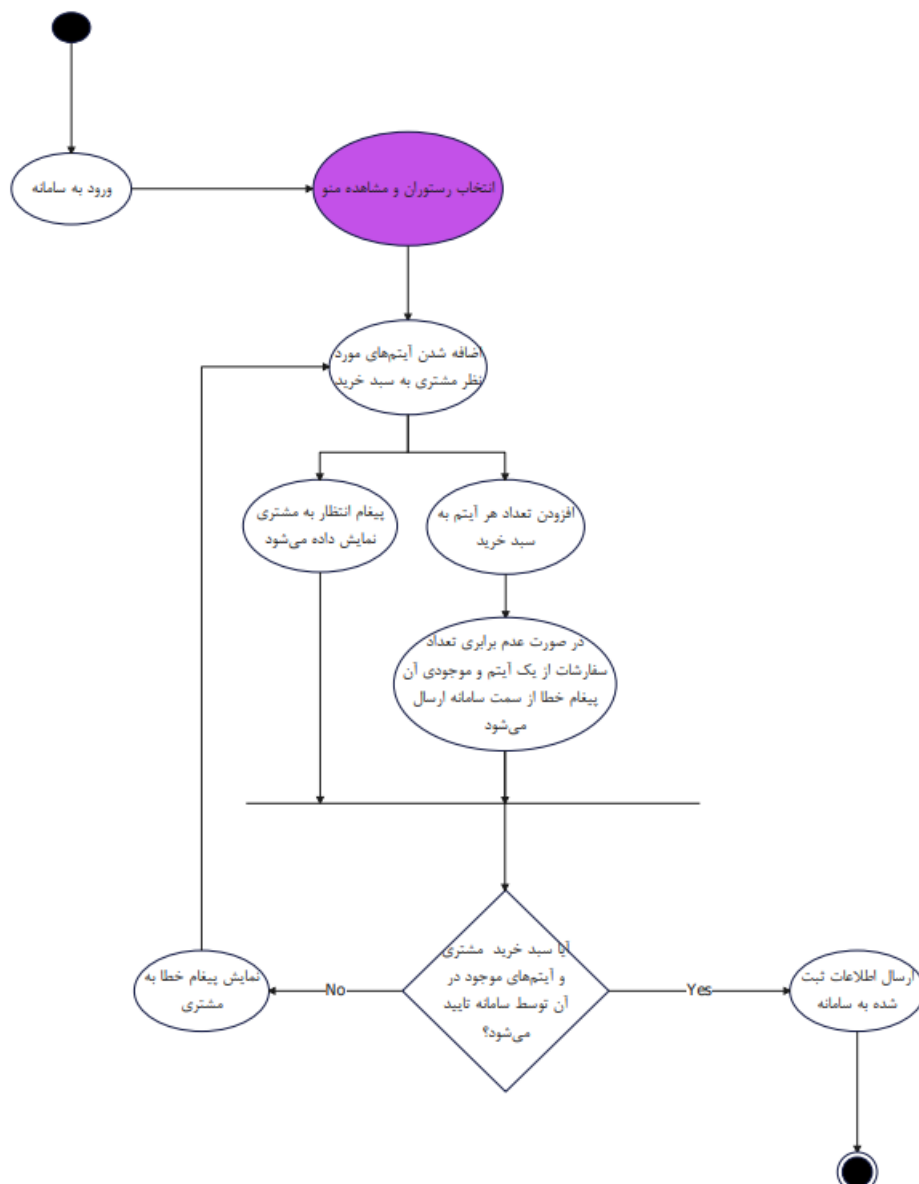 ورود به سامانه
انتخاب رستوران و مشاهده منو
اضافه شدن آیتم‌های مورد
نظر مشتری به سبد خرید
پیغام انتظار به مشتری
نمایش داده می‌شود
افزودن تعداد هر آیتم به
سبد خرید
در صورت عدم برابری تعداد
سفارشات از یک آیتم و موجودی آن
پیغام خطا از سمت سامانه ارسال
می‌شود
آیا سبد خرید مشتری
و آیتم‌های موجود در
آن توسط سامانه تایید
می‌شود؟
No
Yes
نمایش پیغام خطا به
مشتری
ارسال اطلاعات ثبت
شده به سامانه